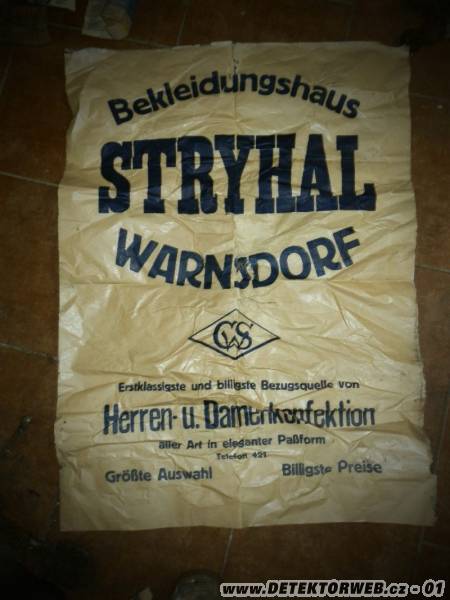 Bekleidungshaus
STRYHAL
WARNSDORF
CWS
Erstklassigste und billigste Bezugsquelle von
Herren- u. Damenkonfektion
aller Art in eleganter Paßform
Telefon 421
Größte Auswahl Billigste Preise
www.DETEKTORWEB.cz - 01